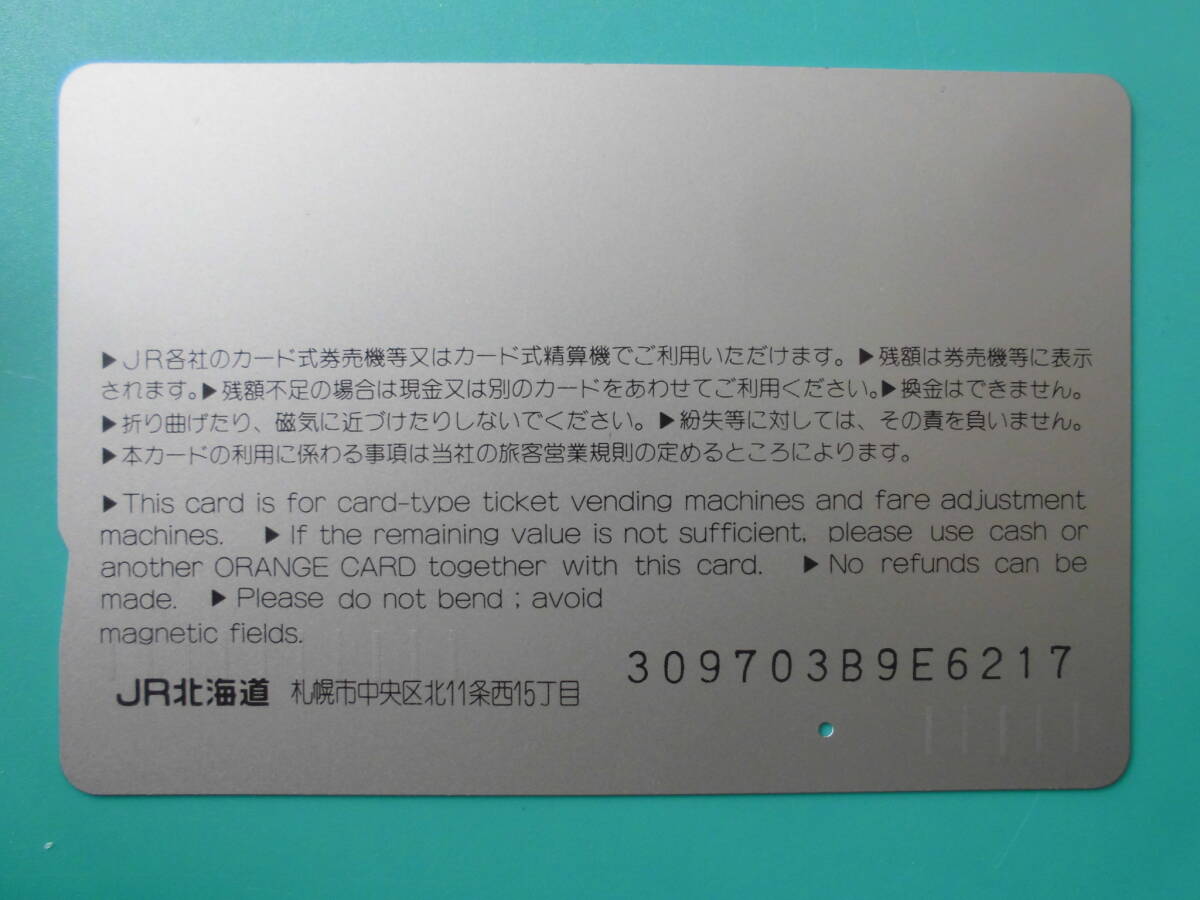 ▶JR各社のカード式券売機等又はカード式精算機でご利用いただけます。▶残額は券売機等に表示
されます。▶残額不足の場合は現金又は別のカードをあわせてご利用ください。▶換金はできません。
▶折り曲げたり、磁気に近づけたりしないでください。▶紛失等に対しては、その責を負いません。
▶本カードの利用に係わる事項は当社の旅客営業規則の定めるところによります。
▶This card is for card-type ticket vending machines and fare adjustment
machines. ▶If the remaining value is not sufficient, please use cash or
another ORANGE CARD together with this card. ▶No refunds can be
made. ▶Please do not bend ; avoid
magnetic fields.
309703B9E6217
JR北海道 札幌市中央区北11条西15丁目